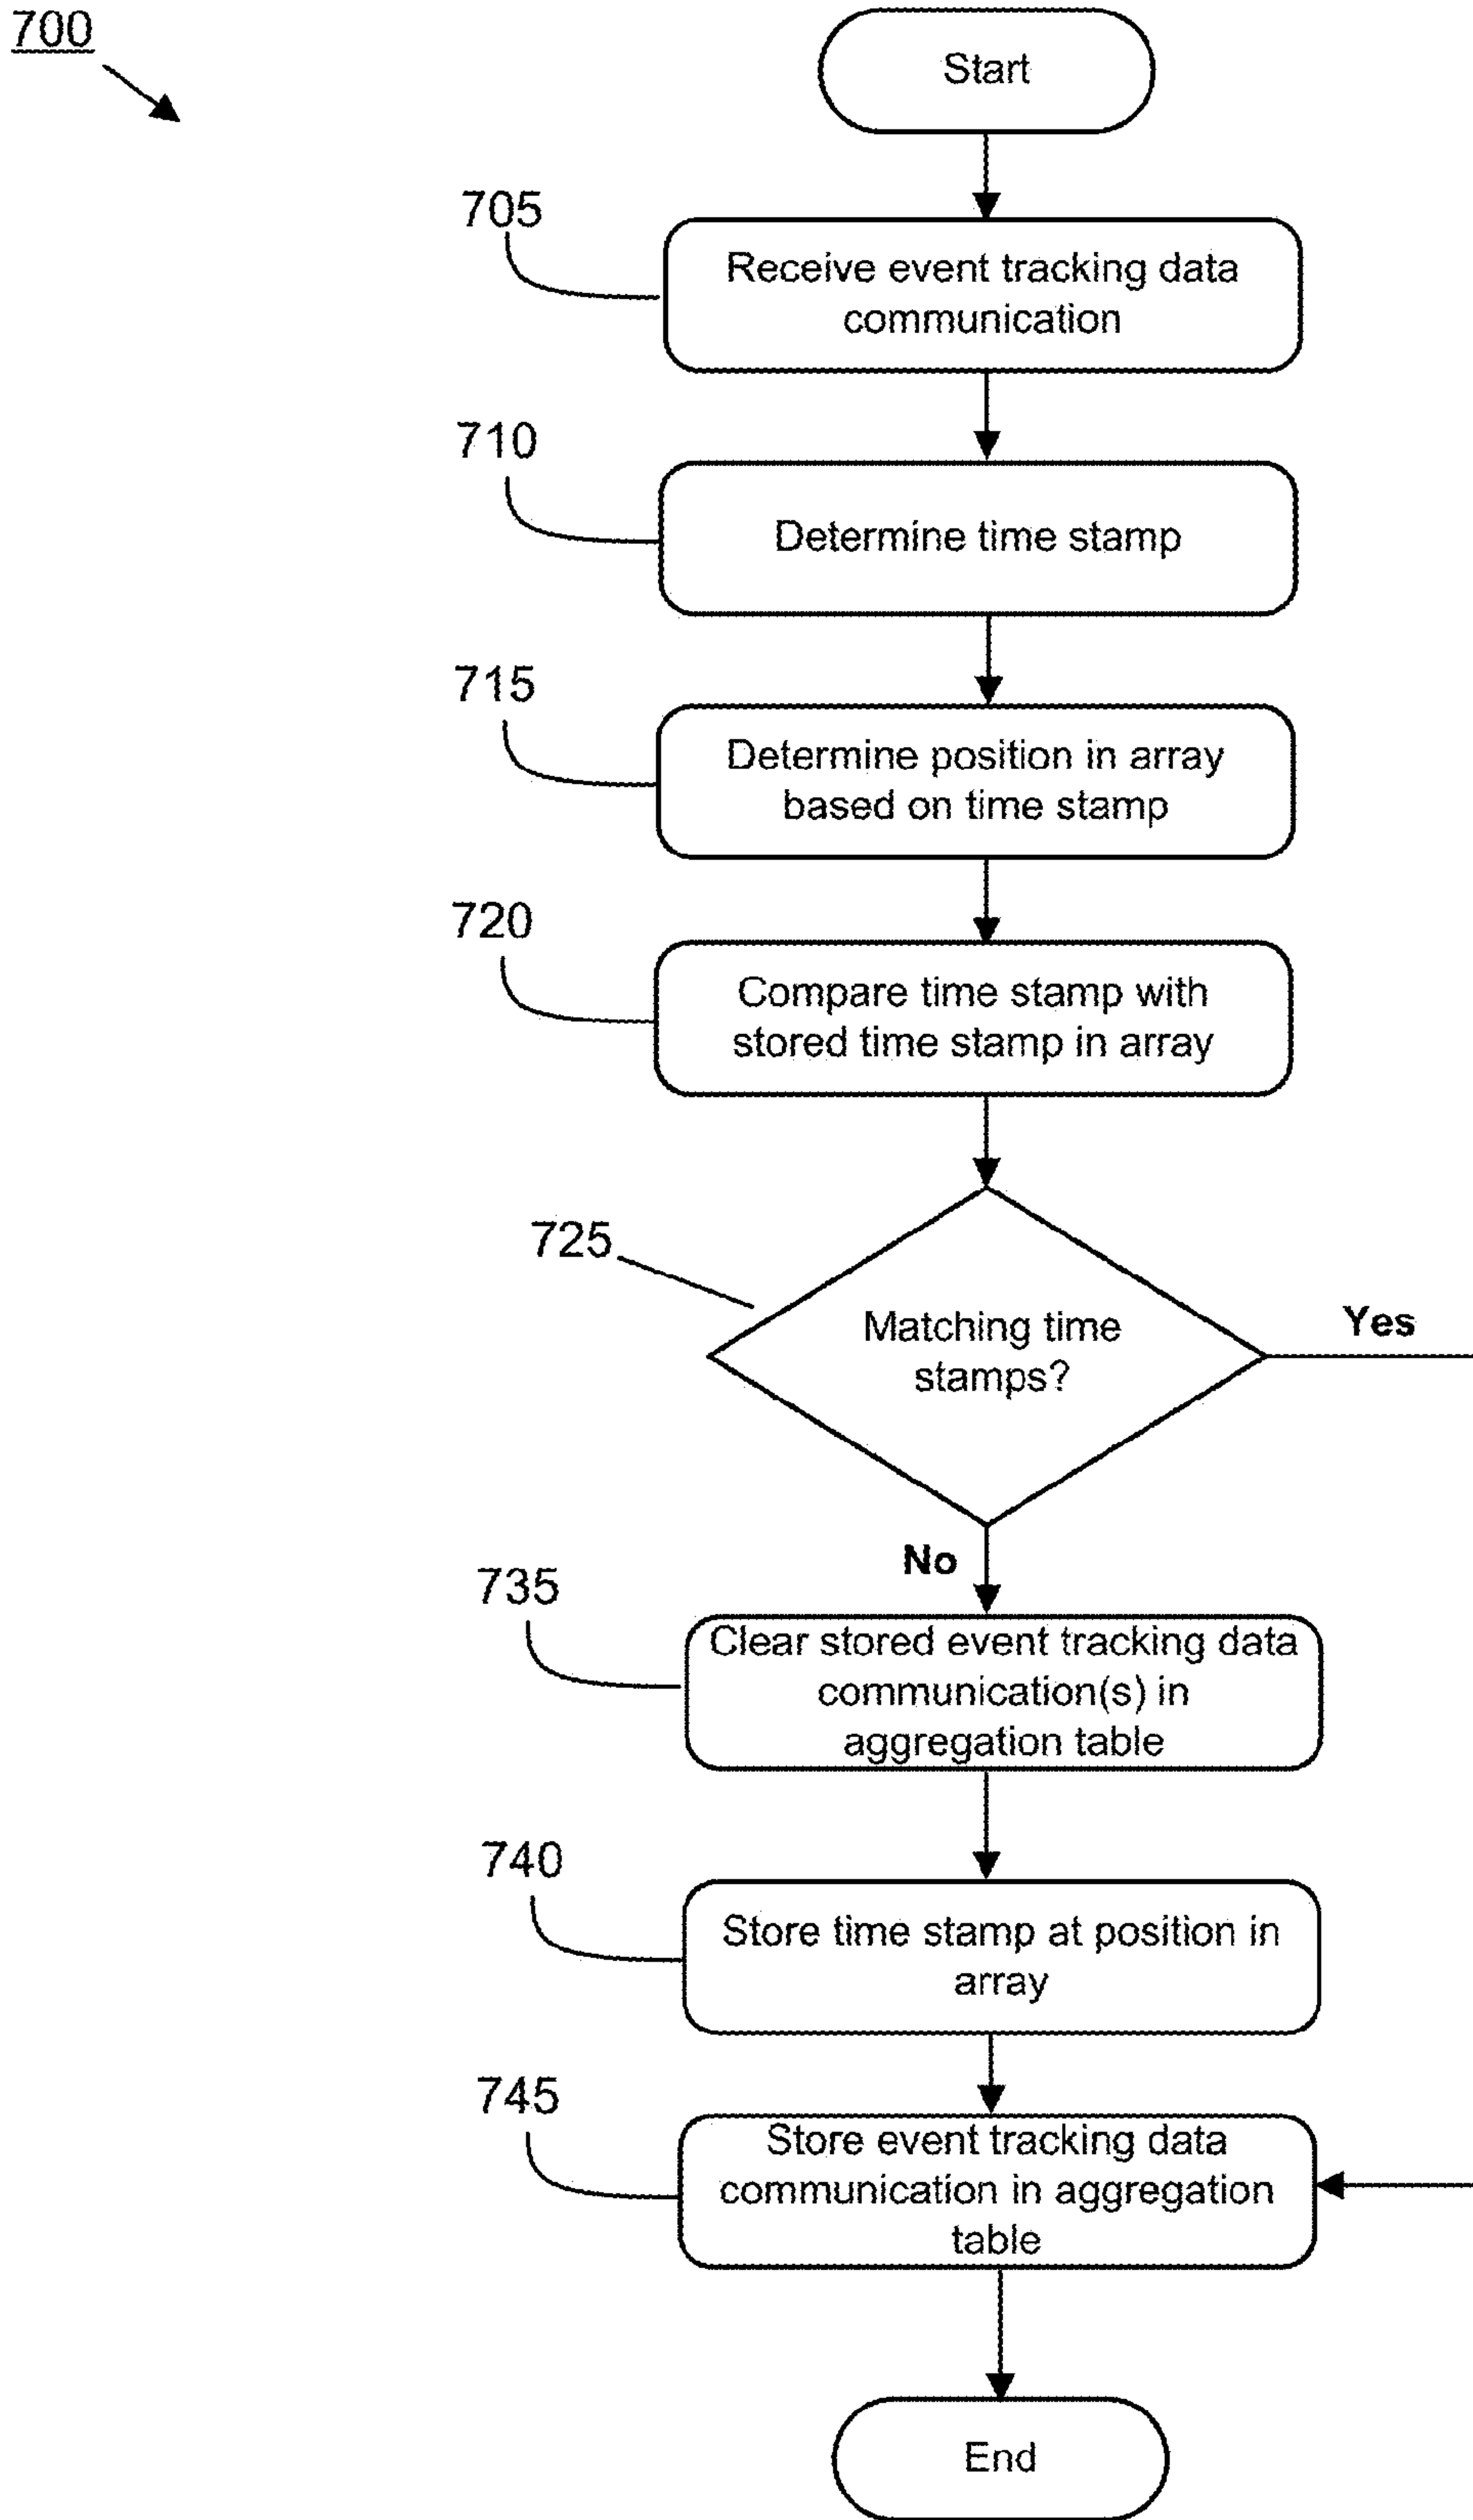 700
Start
705
Receive event tracking data
communication
710
Determine time stamp
715
Determine position in array
based on time stamp
720
Compare time stamp with
stored time stamp in array
725
Matching time
stamps?
Yes
No
735
Clear stored event tracking data
communication(s) in
aggregation table
740
Store time stamp at position in
array
745
Store event tracking data
communication in aggregation
table
End